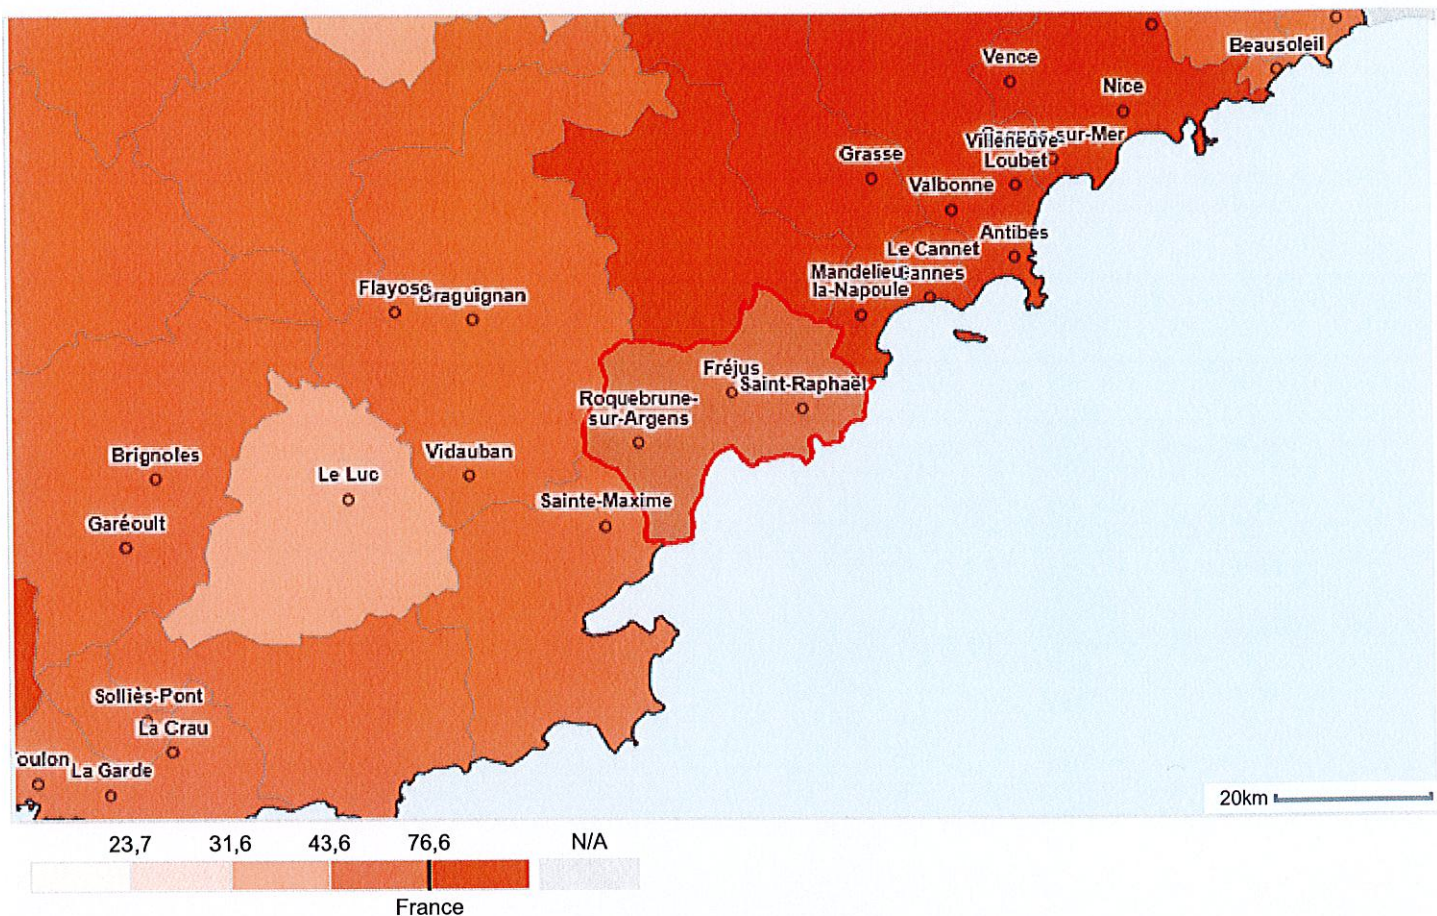 Beausoleil
Vence
Nice
Villeneuve-
Loubet
Grasse
Valbonne
Antibes
Le Cannet
Mandelieu-
la-Napoule
Cannes
Flayosc
Draguignan
Fréjus
Saint-Raphaël
Roquebrune-
sur-Argens
Brignoles
Vidauban
Le Luc
Sainte-Maxime
Garéoult
Solliès-Pont
La Crau
oulon
La Garde
20km
23,7 31,6 43,6 76,6 N/A
France